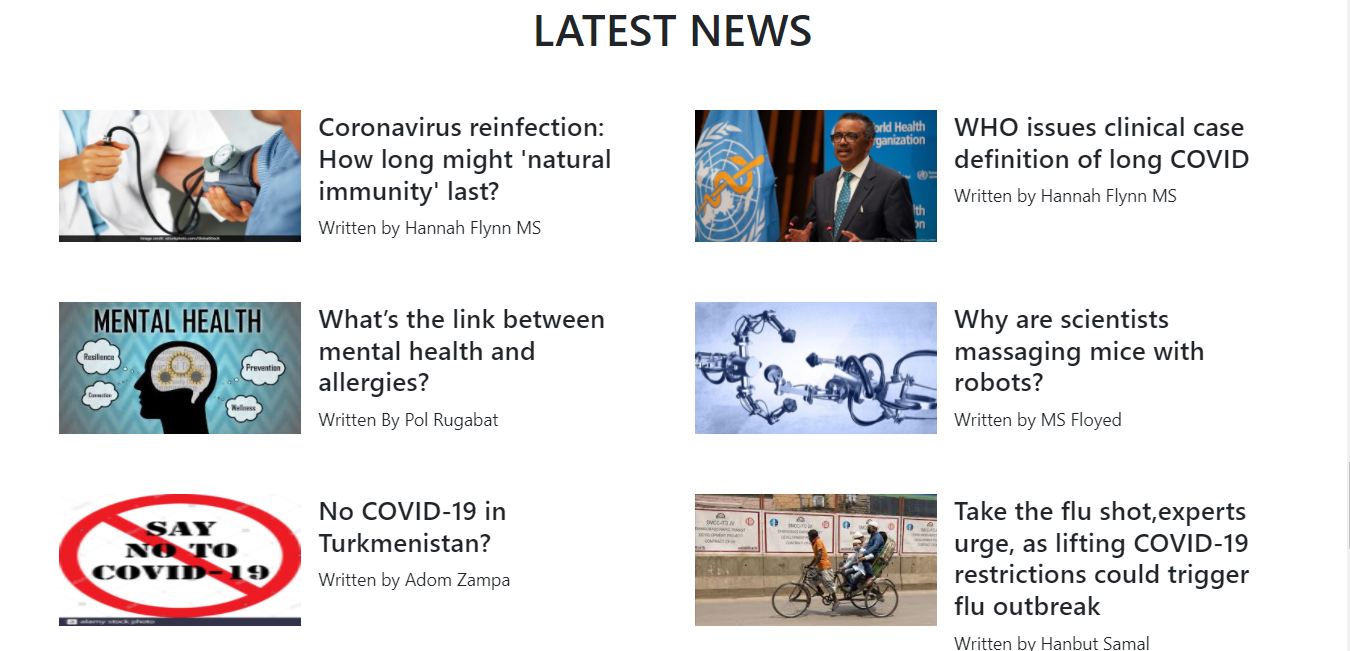 LATEST NEWS
Coronavirus reinfection:
How long might 'natural
immunity' last?
Written by Hannah Flynn MS
WHO issues clinical case
definition of long COVID
Written by Hannah Flynn MS
orld Health
rganization
MENTAL HEALTH
Resilience
Prevention
Connection
Wellness
What’s the link between
mental health and
allergies?
Written By Pol Rugabat
Why are scientists
massaging mice with
robots?
Written by MS Floyed
SAY
NO TO
COVID-19
alamy stock photo
No COVID-19 in
Turkmenistan?
Written by Adom Zampa
Take the flu shot,experts
urge, as lifting COVID-19
restrictions could trigger
flu outbreak
Written by Hanbut Samal